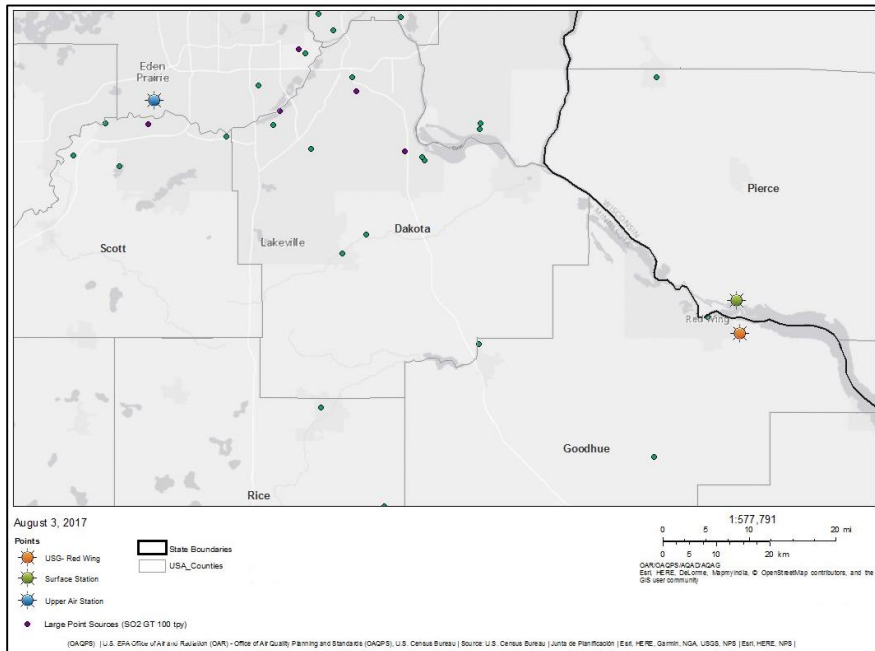 Eden
Prairie
Pierce
WISCONSIN
MINNESOTA
Dakota
Lakeville
Scott
Red Wing
Goodhue
Rice
August 3, 2017
Points
USG- Red Wing
Surface Station
Upper Air Station
Large Point Sources (SO2 GT 100 tpy)
State Boundaries
USA_Counties
1:577,791
0 5 10 20 mi
0 5 10 20 km
OAR/OAQPS/AQAD/AQAG
Esri, HERE, DeLorme, MapmyIndia, © OpenStreetMap contributors, and the
GIS user community
(OAQPS) | U.S. EPA Office of Air and Radiation (OAR) - Office of Air Quality Planning and Standards (OAQPS), U.S. Census Bureau | Source: U.S. Census Bureau | Junta de Planificación | Esri, HERE, Garmin, NGA, USGS, NPS | Esri, HERE, NPS |